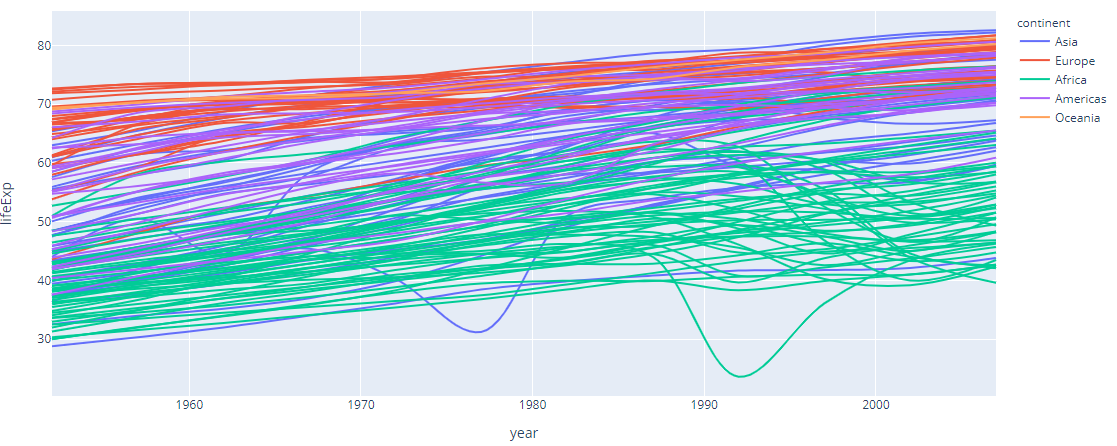 continent
Asia
Europe
Africa
Americas
Oceania
lifeExp
80
70
60
50
40
30
1960
1970
1980
1990
2000
year